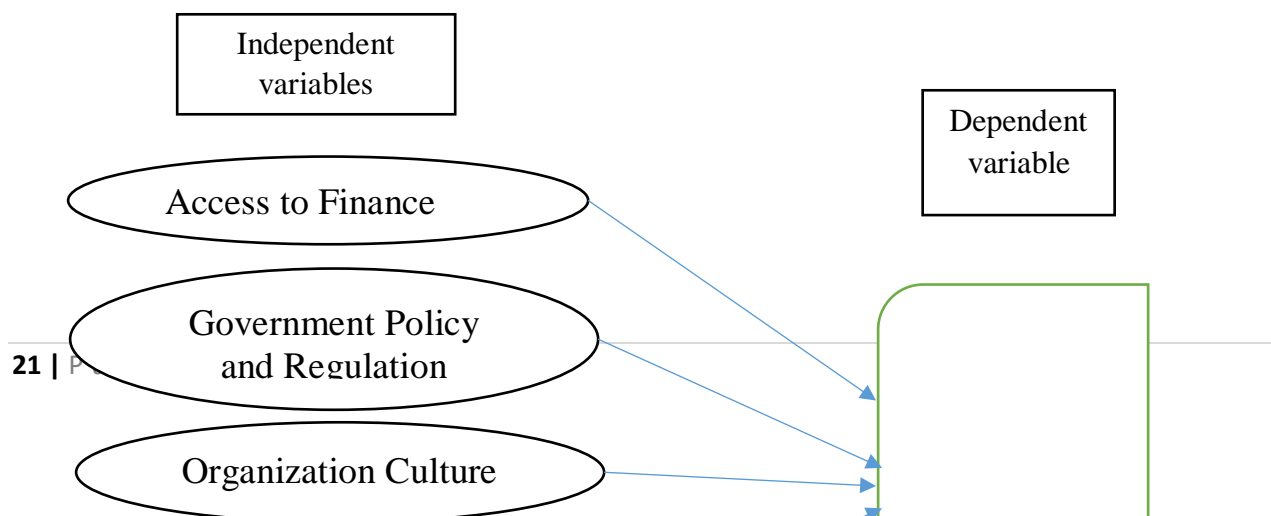 Independent
variables
Dependent
variable
Access to Finance
Government Policy
and Regulation
21 |
Organization Culture